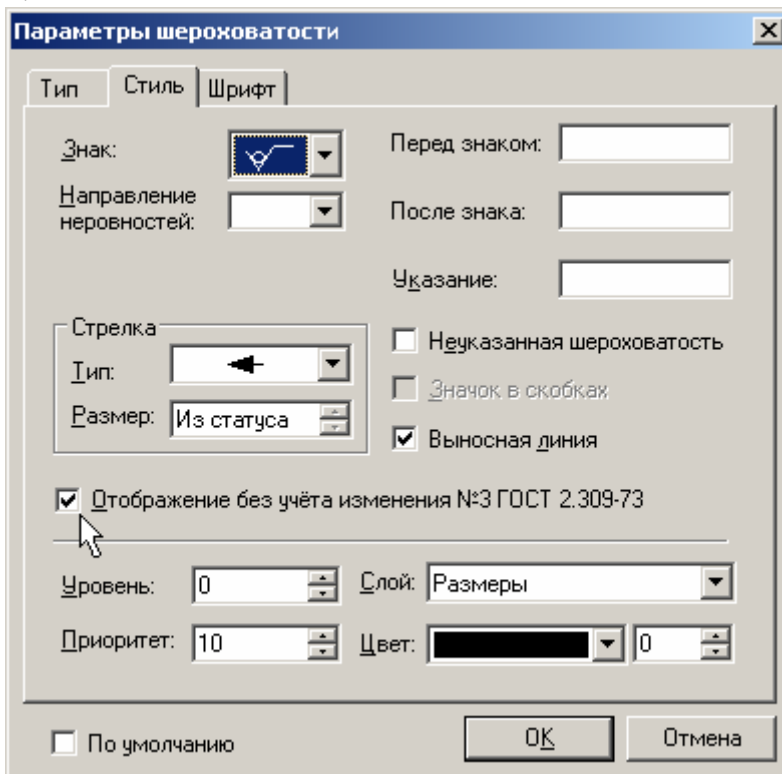 Параметры шероховатости
Тип Стиль Шрифт
Знак: Перед знаком:
Направление
неровностей: После знака:
Указание:
Стрелка
Неуказанная шероховатость
Тип:
Значок в скобках
Размер: Из статуса
Выносная линия
Отображение без учёта изменения №3 ГОСТ 2.309-73
Уровень: 0 Слой: Размеры
Приоритет: 10 Цвет: 0
По умолчанию OK Отмена